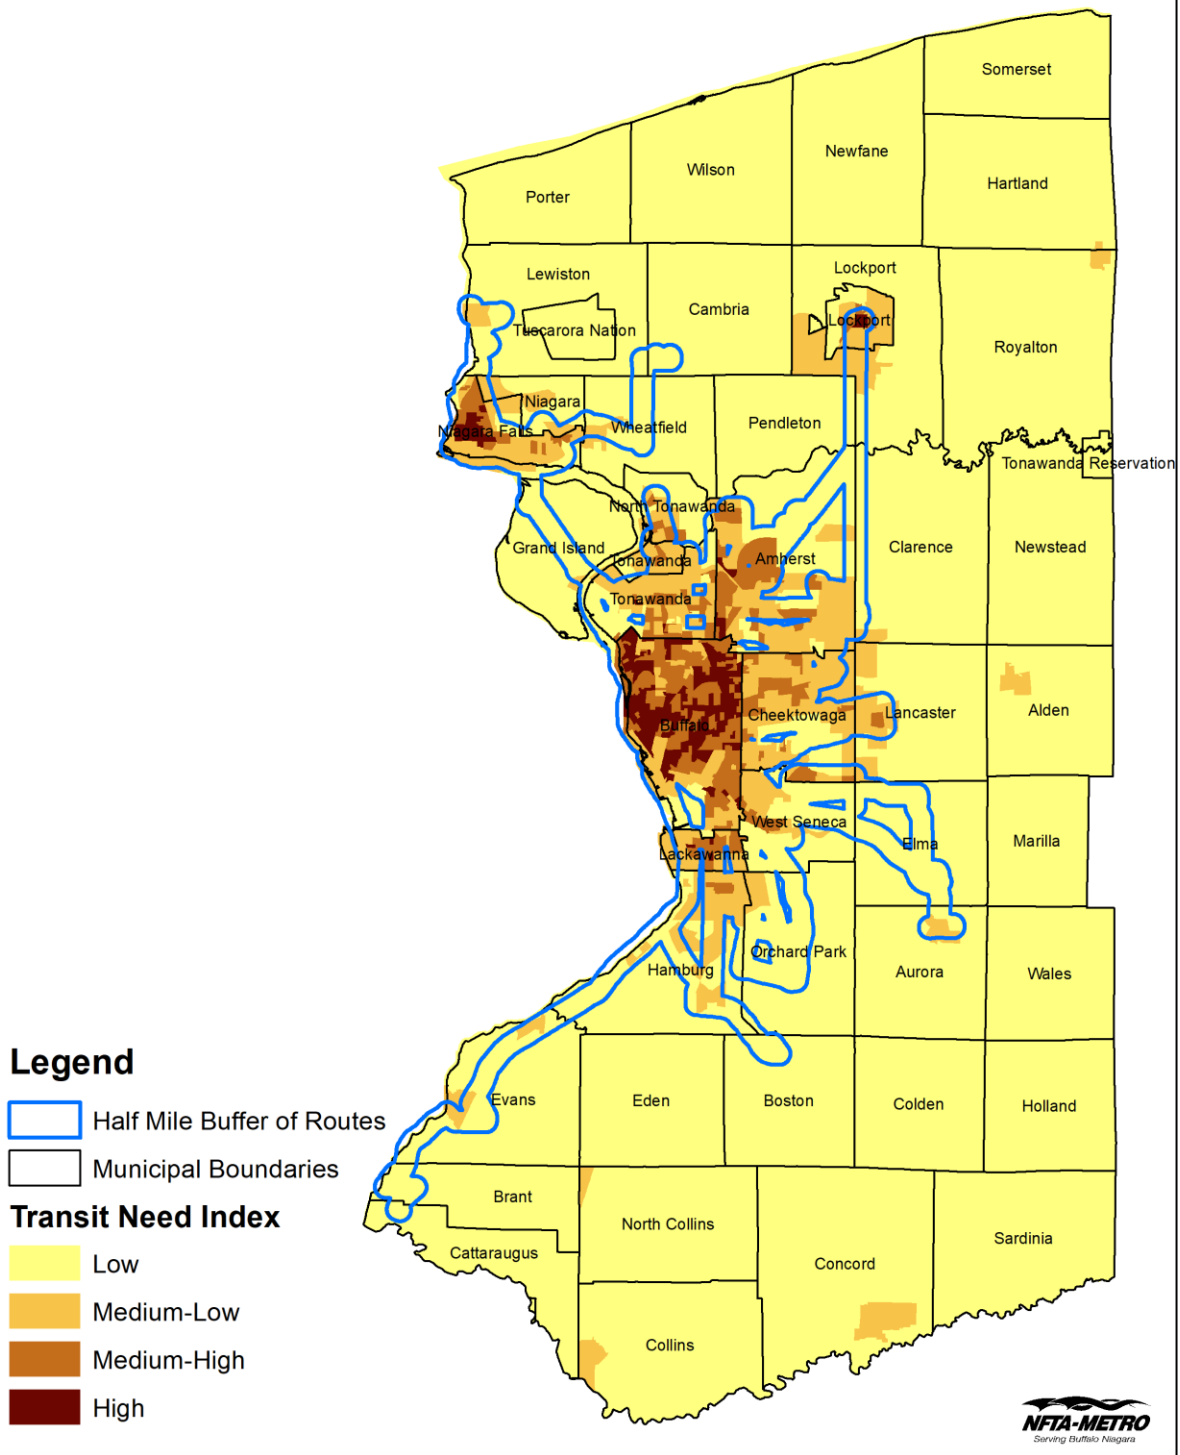 Somerset
Newfane
Wilson
Hartland
Porter
Lockport
Lewiston
Cambria
Lockport
Tuscarora Nation
Royalton
Niagara
Pendleton
Wheatfield
Niagara Falls
Tonawanda Reservation
North Tonawanda
Grand Island
Clarence
Newstead
Amherst
Tonawanda
Tonawanda
Alden
Lancaster
Cheektowaga
Buffalo
West Seneca
Marilla
Elma
Lackawanna
Orchard Park
Hamburg
Aurora
Wales
Legend
Half Mile Buffer of Routes
Municipal Boundaries
Evans
Eden
Boston
Colden
Holland
Brant
North Collins
Sardinia
Cattaraugus
Concord
Transit Need Index
Low
Medium-Low
Medium-High
High
Collins
NFTA-METRO
Serving Buffalo Niagara